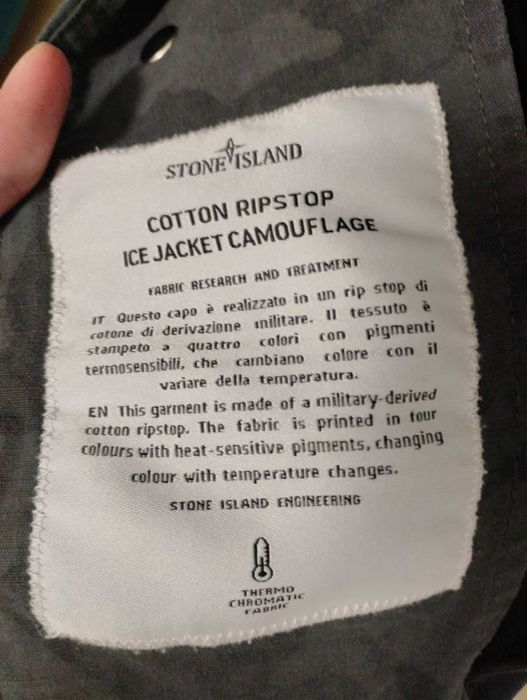 STONE ISLAND
COTTON RIPSTOP
ICE JACKET CAMOUFLAGE
FABRIC RESEARCH AND TREATMENT
IT Questo capo è realizzato in un rip stop di
cotone di derivazione militare. Il tessuto è
stampeto a quattro colori con pigmenti
termosensibili, che cambiano colore con il
variare della temperatura.
EN This garment is made of a military-derived
cotton ripstop. The fabric is printed in four
colours with heat-sensitive pigments, changing
colour with temperature changes.
STONE ISLAND ENGINEERING
THERMO
CHROMATIC
FABRIC